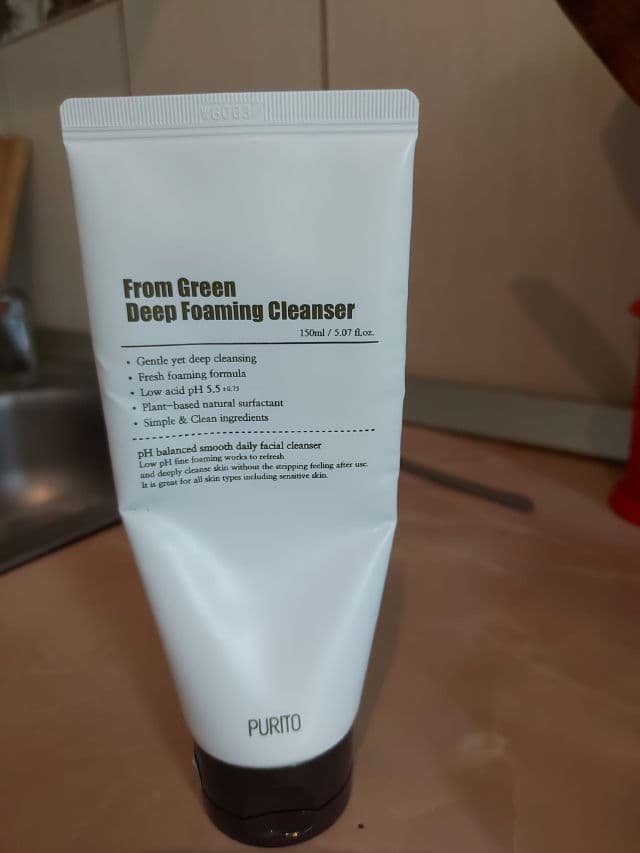 From Green
Deep Foaming Cleanser
150ml / 5.07 fl.oz.
• Gentle yet deep cleansing
• Fresh foaming formula
• Low acid pH 5.5 ±0.75
• Plant-based natural surfactant
• Simple & Clean ingredients
pH balanced smooth daily facial cleanser
Low pH fine foaming works to refresh
and deeply cleanse skin without the stripping feeling after use.
It is great for all skin types including sensitive skin.
PURITO